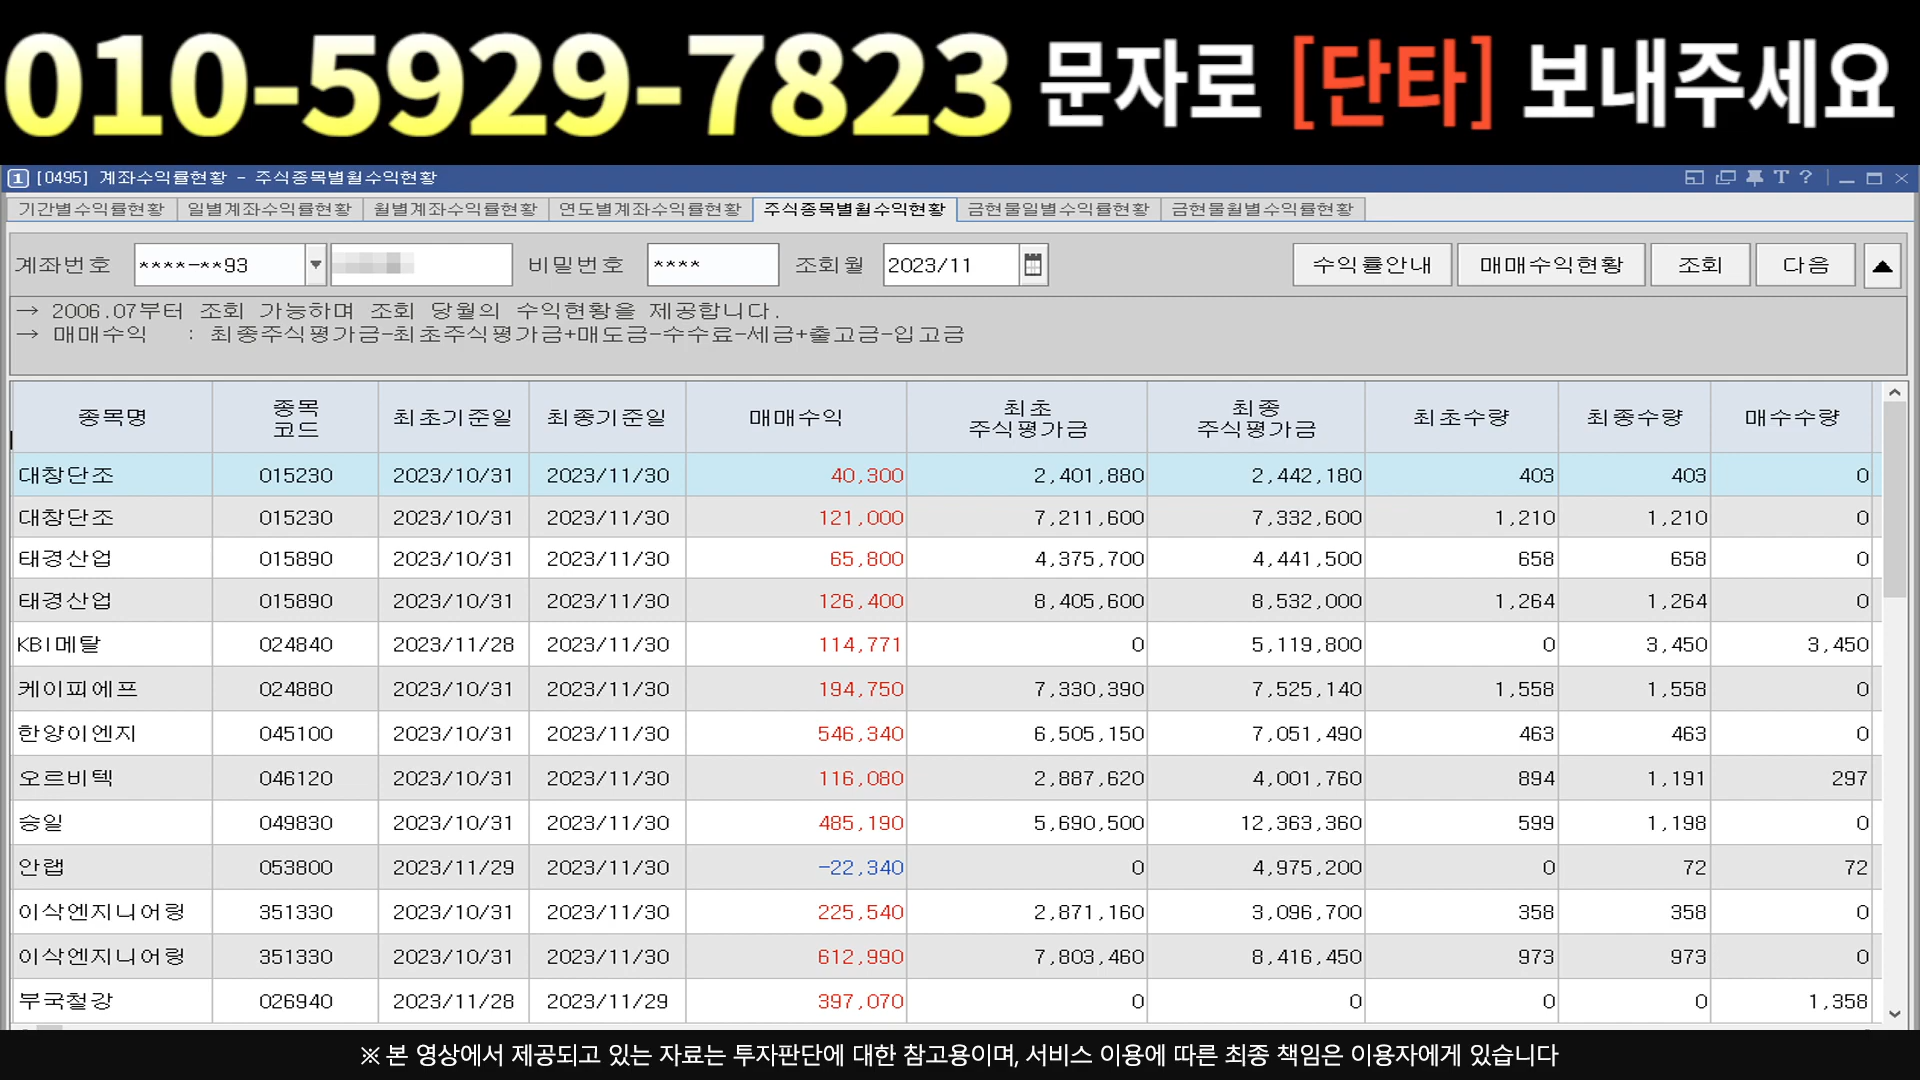 010-5929-7823 문자로 [단타] 보내주세요
1 [0495] 계좌수익률현황 - 주식종목별월수익현황
기간별수익률현황 일별계좌수익률현황 월별계좌수익률현황 연도별계좌수익률현황 주식종목별월수익현황 금현물일별수익률현황 금현물월별수익률현황
계좌번호 ****-**93 비밀번호 **** 조회월 2023/11 수익률안내 매매수익현황 조회 다음
→ 2006.07부터 조회 가능하며 조회 당월의 수익현황을 제공합니다.
→ 매매수익 : 최종주식평가금-최초주식평가금+매도금-수수료-세금+출고금-입고금
종목명 종목코드 최초기준일 최종기준일 매매수익 최초주식평가금 최종주식평가금 최초수량 최종수량 매수수량
대창단조 015230 2023/10/31 2023/11/30 40,300 2,401,880 2,442,180 403 403 0
대창단조 015230 2023/10/31 2023/11/30 121,000 7,211,600 7,332,600 1,210 1,210 0
태경산업 015890 2023/10/31 2023/11/30 65,800 4,375,700 4,441,500 658 658 0
태경산업 015890 2023/10/31 2023/11/30 126,400 8,405,600 8,532,000 1,264 1,264 0
KBI메탈 024840 2023/11/28 2023/11/30 114,771 0 5,119,800 0 3,450 3,450
케이피에프 024880 2023/10/31 2023/11/30 194,750 7,330,390 7,525,140 1,558 1,558 0
한양이엔지 045100 2023/10/31 2023/11/30 546,340 6,505,150 7,051,490 463 463 0
오르비텍 046120 2023/10/31 2023/11/30 116,080 2,887,620 4,001,760 894 1,191 297
승일 049830 2023/10/31 2023/11/30 485,190 5,690,500 12,363,360 599 1,198 0
안랩 053800 2023/11/29 2023/11/30 -22,340 0 4,975,200 0 72 72
이삭엔지니어링 351330 2023/10/31 2023/11/30 225,540 2,871,160 3,096,700 358 358 0
이삭엔지니어링 351330 2023/10/31 2023/11/30 612,990 7,803,460 8,416,450 973 973 0
부국철강 026940 2023/11/28 2023/11/29 397,070 0 0 0 0 1,358
※ 본 영상에서 제공되고 있는 자료는 투자판단에 대한 참고용이며, 서비스 이용에 따른 최종 책임은 이용자에게 있습니다